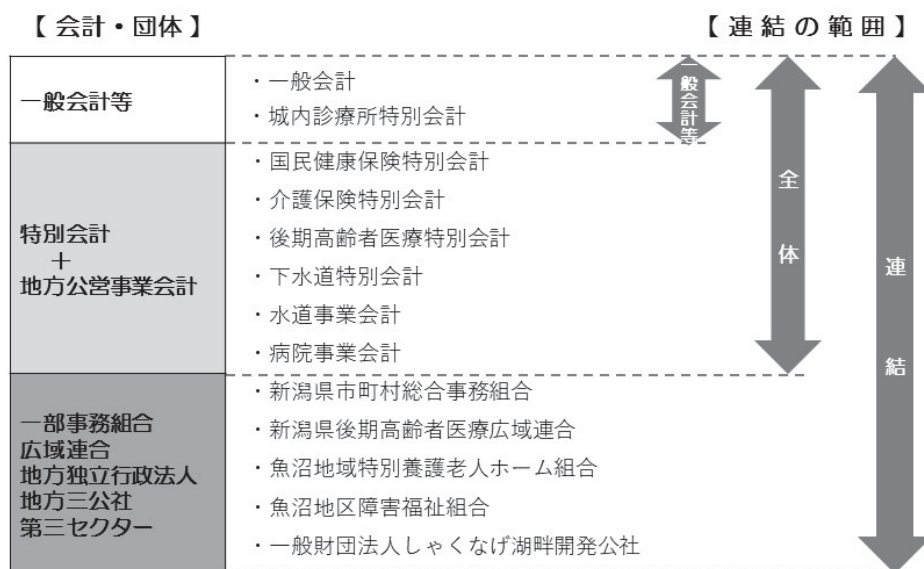 【 会計・団体 】
【 連 結 の 範 囲 】
一般会計等
・一般会計
・城内診療所特別会計
一般会計等
特別会計
＋
地方公営事業会計
・国民健康保険特別会計
・介護保険特別会計
・後期高齢者医療特別会計
・下水道特別会計
・水道事業会計
・病院事業会計
全体
一部事務組合
広域連合
地方独立行政法人
地方三公社
第三セクター
・新潟県市町村総合事務組合
・新潟県後期高齢者医療広域連合
・魚沼地域特別養護老人ホーム組合
・魚沼地区障害福祉組合
・一般財団法人しゃくなげ湖畔開発公社
連結